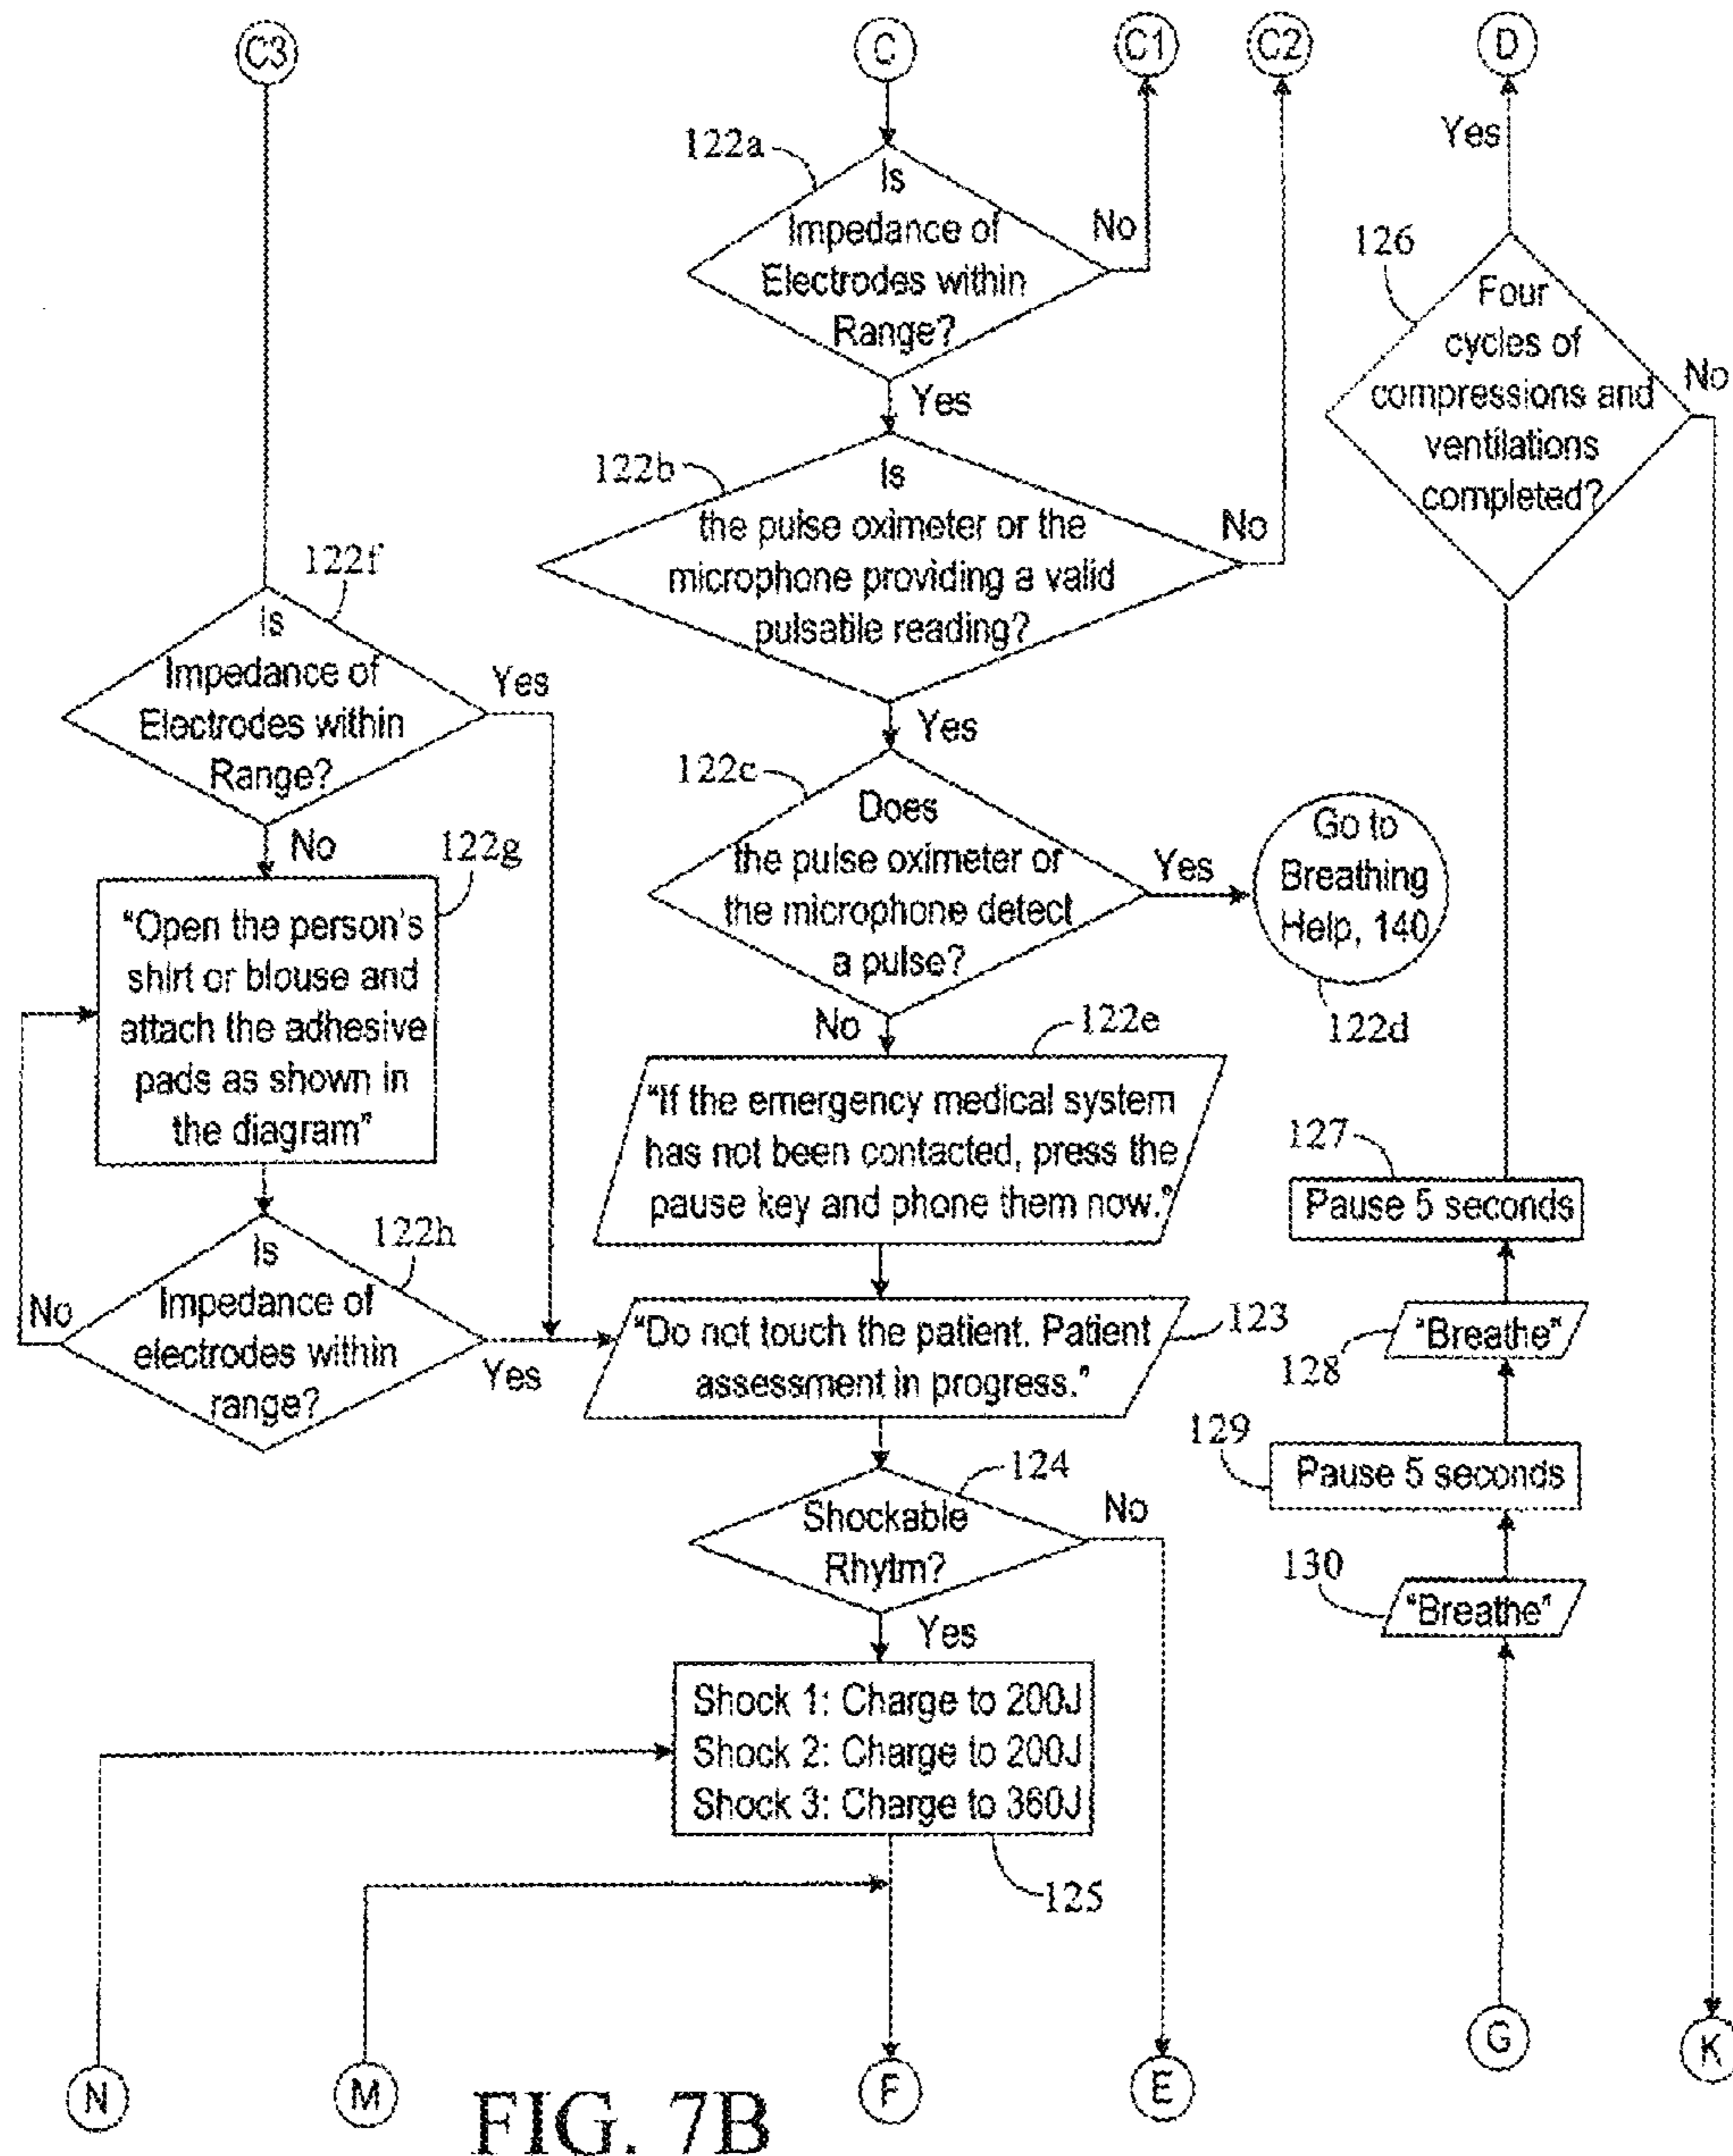 C3
C
C1
C2
D
122a
Is
Impedance of
Electrodes within
Range?
No
Yes
122b
Is
the pulse oximeter or the
microphone providing a valid
pulsatile reading?
No
Yes
122c
Does
the pulse oximeter or
the microphone detect
a pulse?
Yes
Go to
Breathing
Help, 140
122d
No
122e
"If the emergency medical system
has not been contacted, press the
pause key and phone them now."
122f
Is
Impedance of
Electrodes within
Range?
Yes
No
122g
"Open the person's
shirt or blouse and
attach the adhesive
pads as shown in
the diagram"
122h
Is
Impedance of
electrodes within
range?
No
Yes
"Do not touch the patient. Patient
assessment in progress."
123
124
Shockable
Rhytm?
No
Yes
Shock 1: Charge to 200J
Shock 2: Charge to 200J
Shock 3: Charge to 360J
125
Yes
126
Four
cycles of
compressions and
ventilations
completed?
No
127
Pause 5 seconds
"Breathe"
128
129
Pause 5 seconds
130
"Breathe"
N
M
F
E
G
K
FIG. 7B